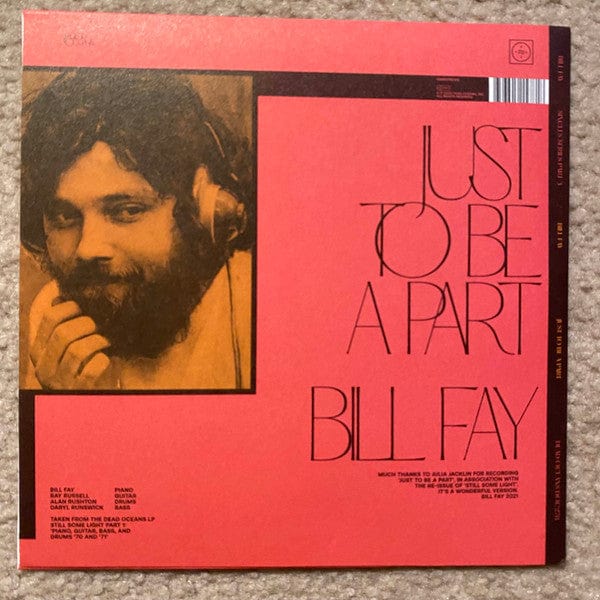 JUST
TO BE
A PART
BILL FAY
MUCH THANKS TO JULIA JACKLIN FOR RECORDING
'JUST TO BE A PART', IN ASSOCIATION WITH
THE RE-ISSUE OF 'STILL SOME LIGHT'.
IT'S A WONDERFUL VERSION.
BILL FAY 2021
BILL FAY PIANO
RAY RUSSELL GUITAR
ALAN RUSHTON DRUMS
DARYL RUNSWICK BASS
TAKEN FROM THE DEAD OCEANS LP
STILL SOME LIGHT PART 1:
'PIANO, GUITAR, BASS, AND
DRUMS '70 AND '71'